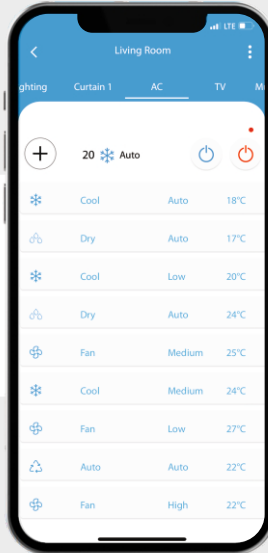 LTE
Living Room
ghting Curtain 1 AC TV M
20 Auto
Cool Auto 18°C
Dry Auto 17°C
Cool Low 20°C
Dry Auto 24°C
Fan Medium 25°C
Cool Medium 24°C
Fan Low 27°C
Auto Auto 22°C
Fan High 22°C